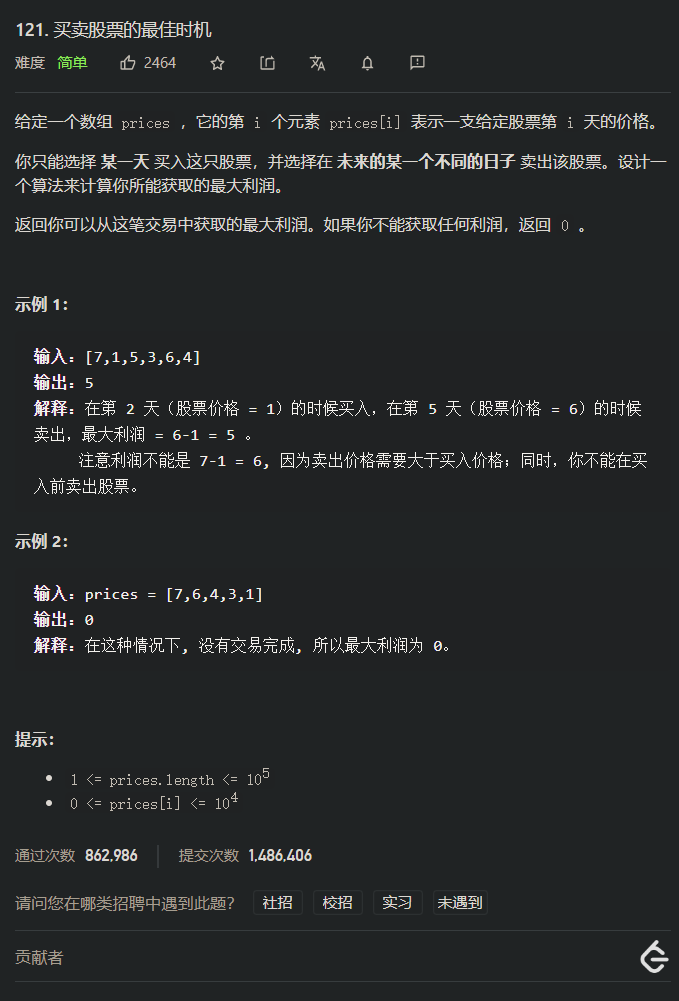 121. 买卖股票的最佳时机
难度 简单 2464
给定一个数组 prices ，它的第 i 个元素 prices[i] 表示一支给定股票第 i 天的价格。
你只能选择 某一天 买入这只股票，并选择在 未来的某一个不同的日子 卖出该股票。设计一
个算法来计算你所能获取的最大利润。
返回你可以从这笔交易中获取的最大利润。如果你不能获取任何利润，返回 0 。
示例 1：
输入：[7,1,5,3,6,4]
输出：5
解释：在第 2 天（股票价格 = 1）的时候买入，在第 5 天（股票价格 = 6）的时候
卖出，最大利润 = 6-1 = 5 。
注意利润不能是 7-1 = 6, 因为卖出价格需要大于买入价格；同时，你不能在买
入前卖出股票。
示例 2：
输入：prices = [7,6,4,3,1]
输出：0
解释：在这种情况下, 没有交易完成, 所以最大利润为 0。
提示：
1 <= prices.length <= 10⁵
0 <= prices[i] <= 10⁴
通过次数 862,986 提交次数 1,486,406
请问您在哪类招聘中遇到此题？ 社招 校招 实习 未遇到
贡献者